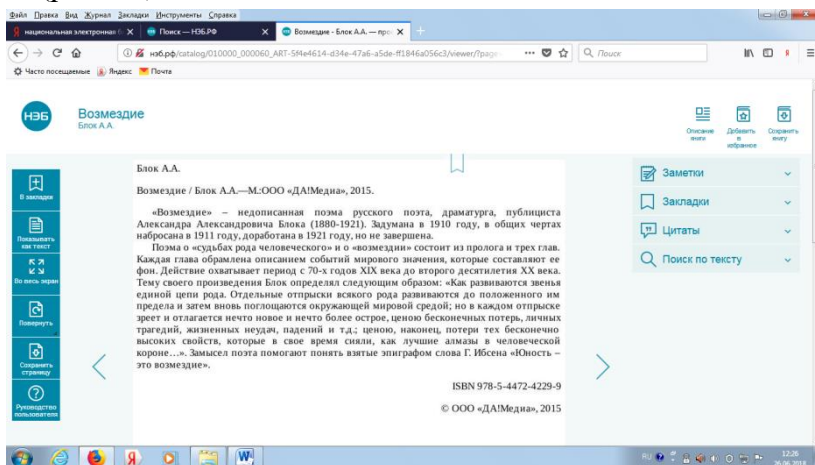 Файл Правка Вид Журнал Закладки Инструменты Справка
национальная электронная б
Поиск — НЭБ.РФ
Возмездие - Блок А.А. — про
нэб.рф/catalog/010000_000060_ART-5f4e4614-d34e-47a6-a5de-ff1846a056c3/viewer/?page
Поиск
Часто посещаемые Яндекс Почта
НЭБ
Возмездие
Блок А.А.
Описание книги
Добавить в избранное
Сохранить книгу
В закладки
Показывать как текст
Во весь экран
Повернуть
Сохранить страницу
Руководство пользователя
Блок А.А.
Возмездие / Блок А.А.—М.:ООО «ДА!Медиа», 2015.
«Возмездие» – недописанная поэма русского поэта, драматурга, публициста
Александра Александровича Блока (1880-1921). Задумана в 1910 году, в общих чертах
набросана в 1911 году, доработана в 1921 году, но не завершена.
Поэма о «судьбах рода человеческого» и о «возмездии» состоит из пролога и трех глав.
Каждая глава обрамлена описанием событий мирового значения, которые составляют ее
фон. Действие охватывает период с 70-х годов XIX века до второго десятилетия XX века.
Тему своего произведения Блок определял следующим образом: «Как развиваются звенья
единой цепи рода. Отдельные отпрыски всякого рода развиваются до положенного им
предела и затем вновь поглощаются окружающей мировой средой; но в каждом отпрыске
зреет и отлагается нечто новое и нечто более острое, ценою бесконечных потерь, личных
трагедий, жизненных неудач, падений и т.д.; ценою, наконец, потери тех бесконечно
высоких свойств, которые в свое время сияли, как лучшие алмазы в человеческой
короне…». Замысел поэта помогают понять взятые эпиграфом слова Г. Ибсена «Юность –
это возмездие».
ISBN 978-5-4472-4229-9
© ООО «ДА!Медиа», 2015
Заметки
Закладки
Цитаты
Поиск по тексту
RU
12:26
26.06.2018